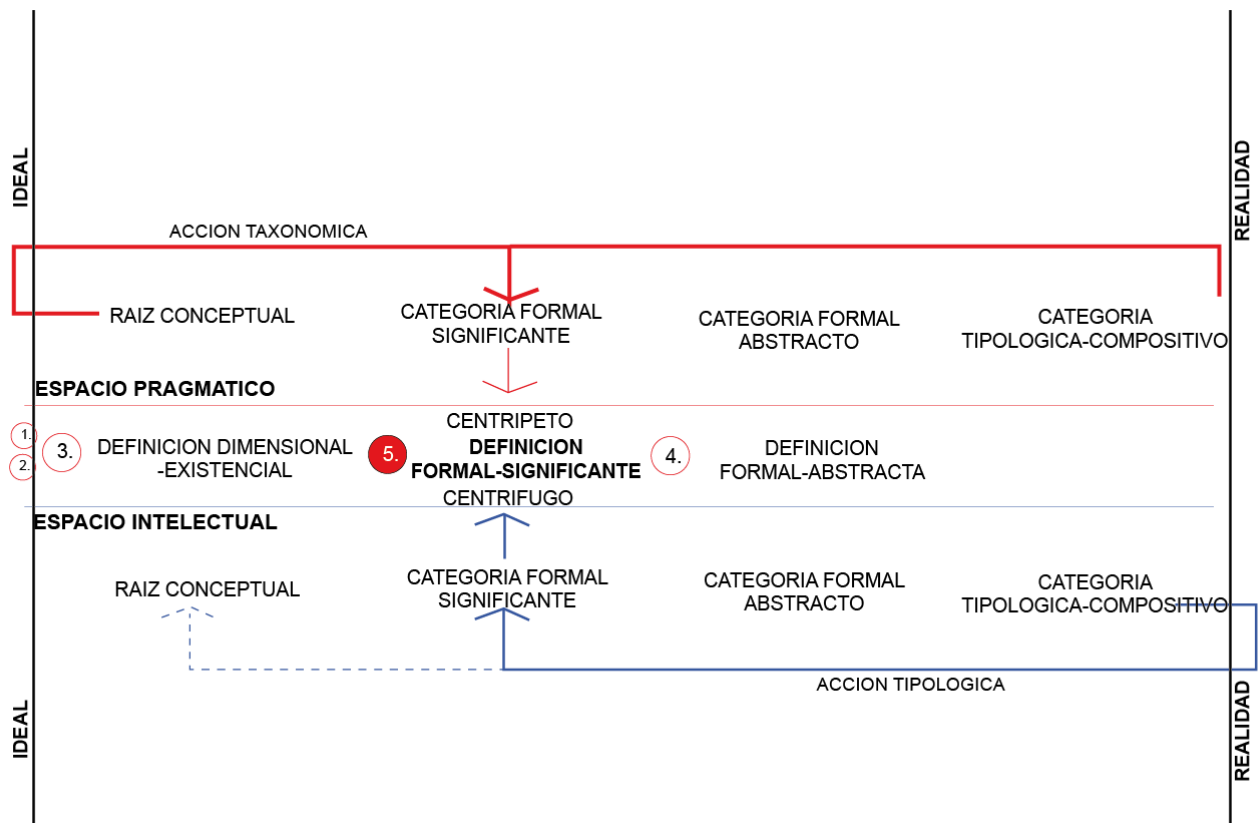 IDEAL
REALIDAD
ACCION TAXONOMICA
RAIZ CONCEPTUAL
CATEGORIA FORMAL
SIGNIFICANTE
CATEGORIA FORMAL
ABSTRACTO
CATEGORIA
TIPOLOGICA-COMPOSITIVO
ESPACIO PRAGMATICO
1.
2.
3.
DEFINICION DIMENSIONAL
-EXISTENCIAL
5.
CENTRIPETO
DEFINICION
FORMAL-SIGNIFICANTE
CENTRIFUGO
4.
DEFINICION
FORMAL-ABSTRACTA
ESPACIO INTELECTUAL
RAIZ CONCEPTUAL
CATEGORIA FORMAL
SIGNIFICANTE
CATEGORIA FORMAL
ABSTRACTO
CATEGORIA
TIPOLOGICA-COMPOSITIVO
ACCION TIPOLOGICA
IDEAL
REALIDAD